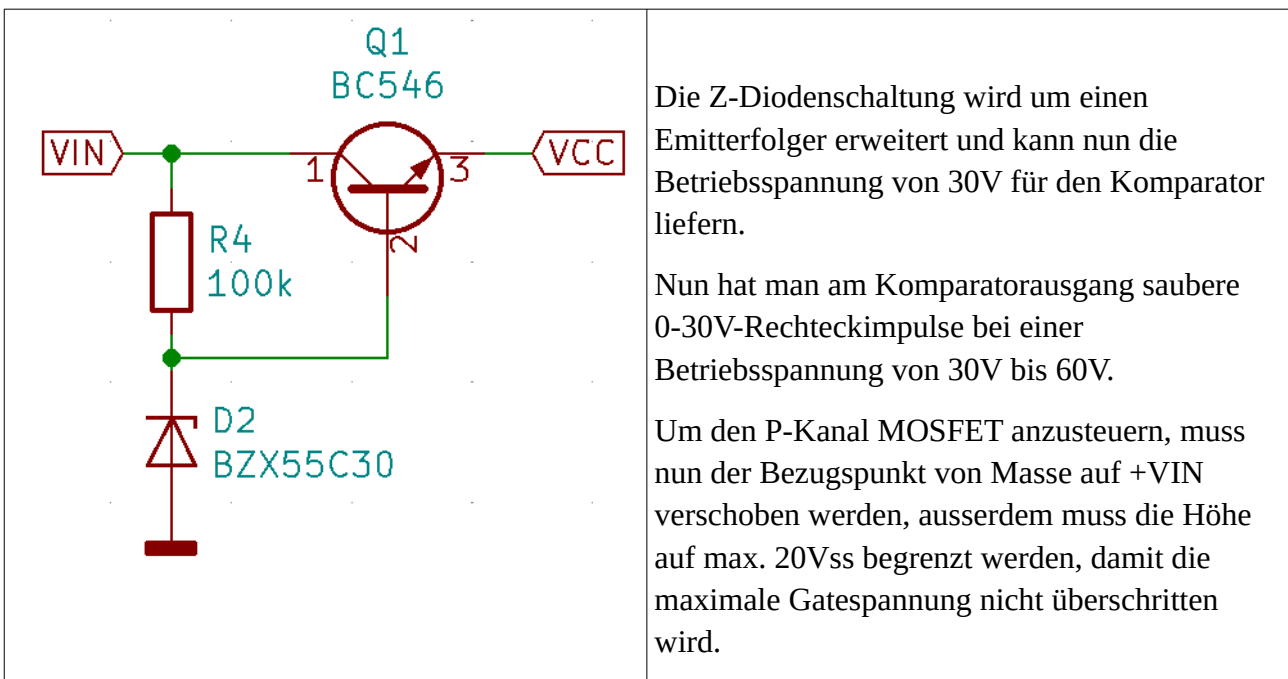 Q1
BC546
VIN
1
3
VCC
2
R4
100k
D2
BZX55C30
Die Z-Diodenschaltung wird um einen
Emitterfolger erweitert und kann nun die
Betriebsspannung von 30V für den Komparator
liefern.
Nun hat man am Komparatorausgang saubere
0-30V-Rechteckimpulse bei einer
Betriebsspannung von 30V bis 60V.
Um den P-Kanal MOSFET anzusteuern, muss
nun der Bezugspunkt von Masse auf +VIN
verschoben werden, ausserdem muss die Höhe
auf max. 20Vss begrenzt werden, damit die
maximale Gatespannung nicht überschritten
wird.